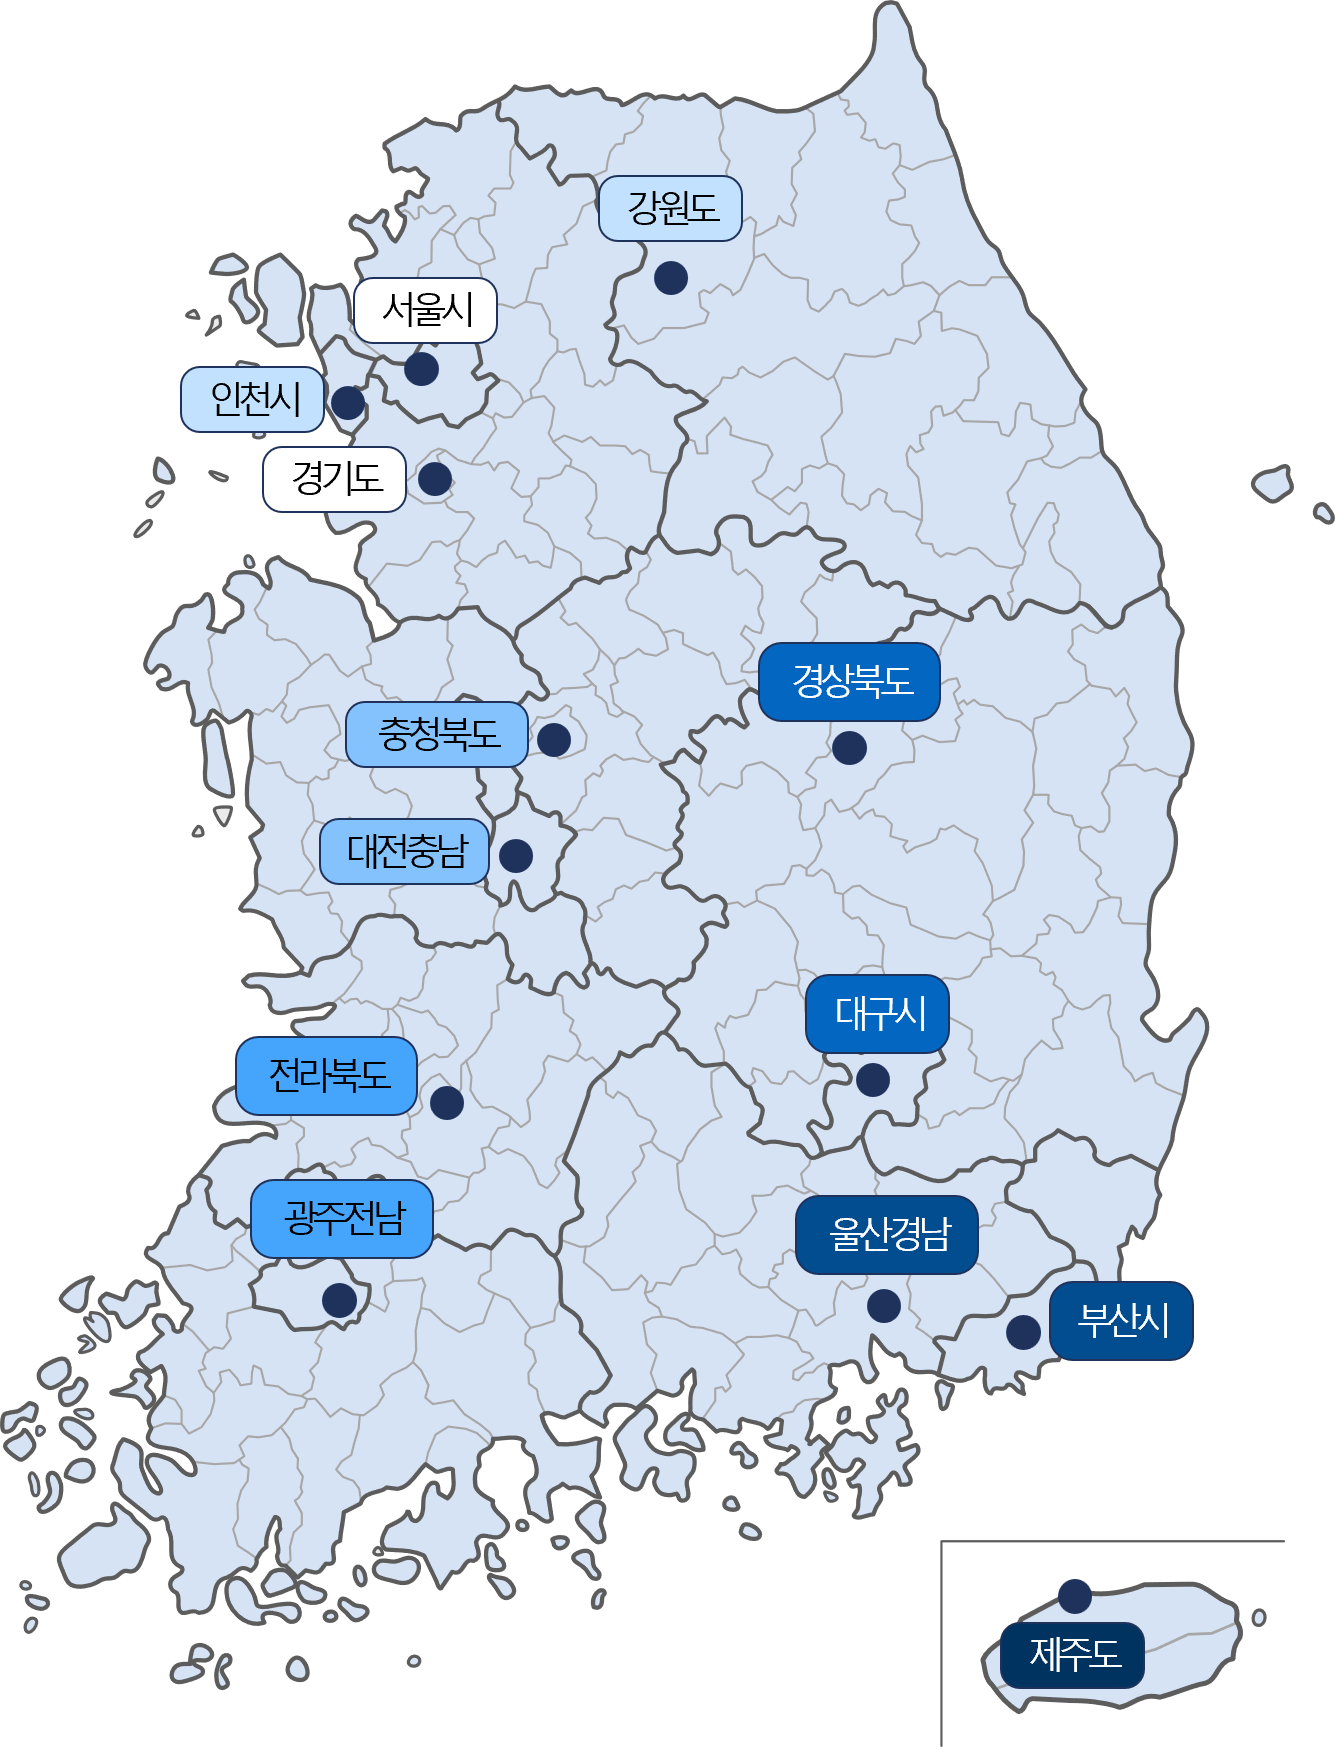 강원도
서울시
인천시
경기도
경상북도
충청북도
대전충남
대구시
전라북도
광주전남
울산경남
부산시
제주도